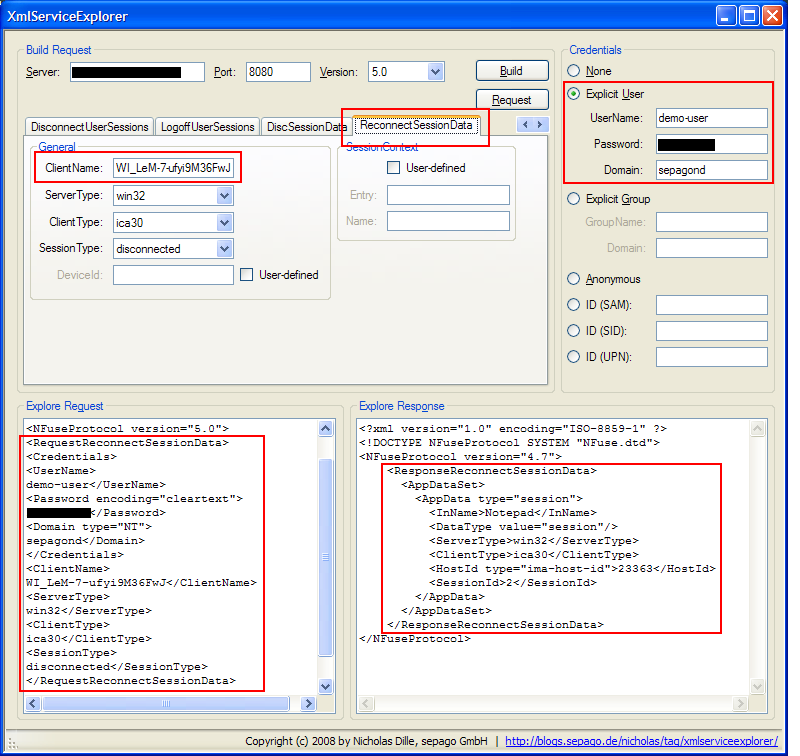 XmlServiceExplorer
Build Request
Server: Port: 8080 Version: 5.0 Build
Request
DisconnectUserSessions LogoffUserSessions DiscSessionData ReconnectSessionData
General
ClientName: WI_LeM-7-ufyi9M36FwJ
ServerType: win32
ClientType: ica30
SessionType: disconnected
DeviceId: User-defined
SessionContext
User-defined
Entry:
Name:
Credentials
None
Explicit User
UserName: demo-user
Password:
Domain: sepagond
Explicit Group
GroupName:
Domain:
Anonymous
ID (SAM):
ID (SID):
ID (UPN):
Explore Request
<NFuseProtocol version="5.0">
<RequestReconnectSessionData>
<Credentials>
<UserName>
demo-user</UserName>
<Password encoding="cleartext">
</Password>
<Domain type="NT">
sepagond</Domain>
</Credentials>
<ClientName>
WI_LeM-7-ufyi9M36FwJ</ClientName>
<ServerType>
win32</ServerType>
<ClientType>
ica30</ClientType>
<SessionType>
disconnected</SessionType>
</RequestReconnectSessionData>
Explore Response
<?xml version="1.0" encoding="ISO-8859-1" ?>
<!DOCTYPE NFuseProtocol SYSTEM "NFuse.dtd">
<NFuseProtocol version="4.7">
<ResponseReconnectSessionData>
<AppDataSet>
<AppData type="session">
<InName>Notepad</InName>
<DataType value="session"/>
<ServerType>win32</ServerType>
<ClientType>ica30</ClientType>
<HostId type="ima-host-id">23363</HostId>
<SessionId>2</SessionId>
</AppData>
</AppDataSet>
</ResponseReconnectSessionData>
</NFuseProtocol>
Copyright (c) 2008 by Nicholas Dille, sepago GmbH | http://blogs.sepago.de/nicholas/tag/xmlserviceexplorer/